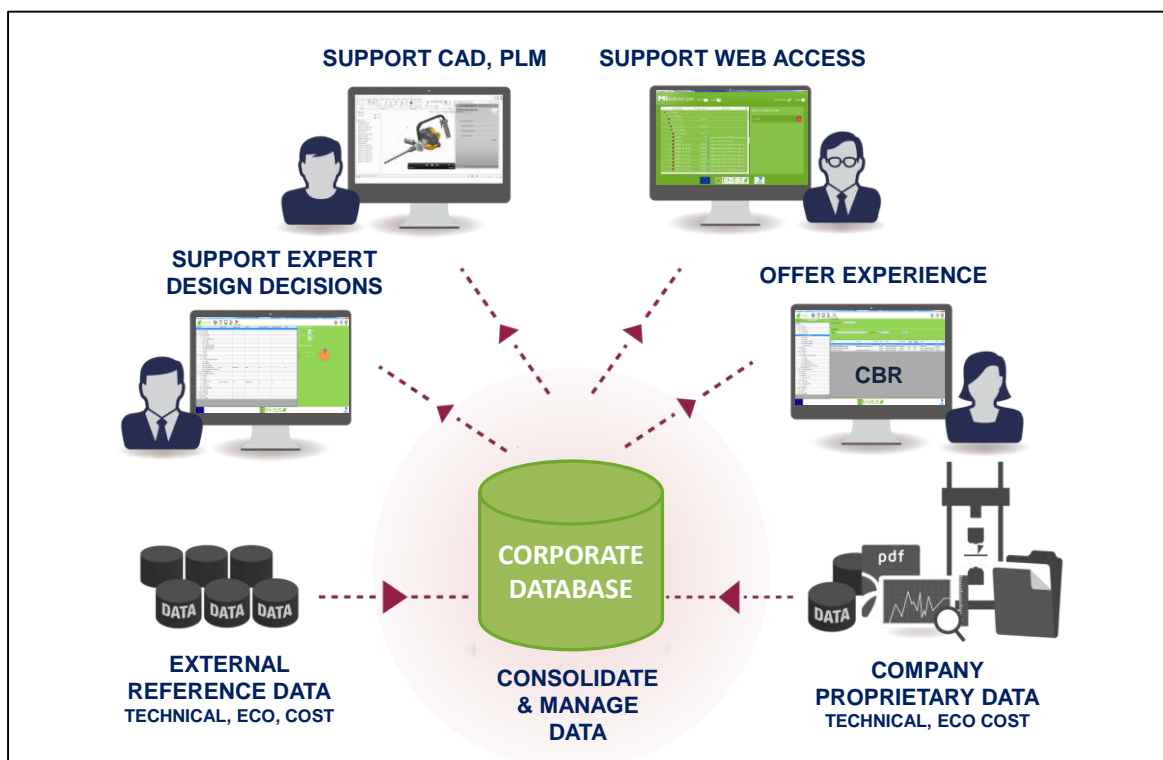 SUPPORT CAD, PLM
SUPPORT WEB ACCESS
SUPPORT EXPERT
DESIGN DECISIONS
OFFER EXPERIENCE
CBR
CORPORATE
DATABASE
DATA
DATA
DATA
pdf
DATA
EXTERNAL
REFERENCE DATA
TECHNICAL, ECO, COST
CONSOLIDATE
& MANAGE
DATA
COMPANY
PROPRIETARY DATA
TECHNICAL, ECO COST